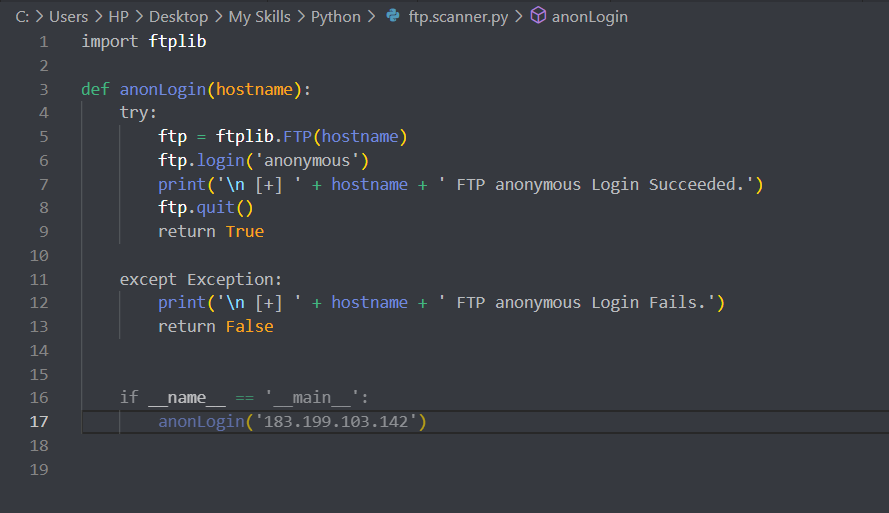 C: > Users > HP > Desktop > My Skills > Python > ftp.scanner.py > anonLogin
1 import ftplib
2
3 def anonLogin(hostname):
4     try:
5         ftp = ftplib.FTP(hostname)
6         ftp.login('anonymous')
7         print('\n [+] ' + hostname + ' FTP anonymous Login Succeeded.')
8         ftp.quit()
9         return True
10
11     except Exception:
12         print('\n [+] ' + hostname + ' FTP anonymous Login Fails.')
13         return False
14
15
16     if __name__ == '__main__':
17         anonLogin('183.199.103.142')
18
19